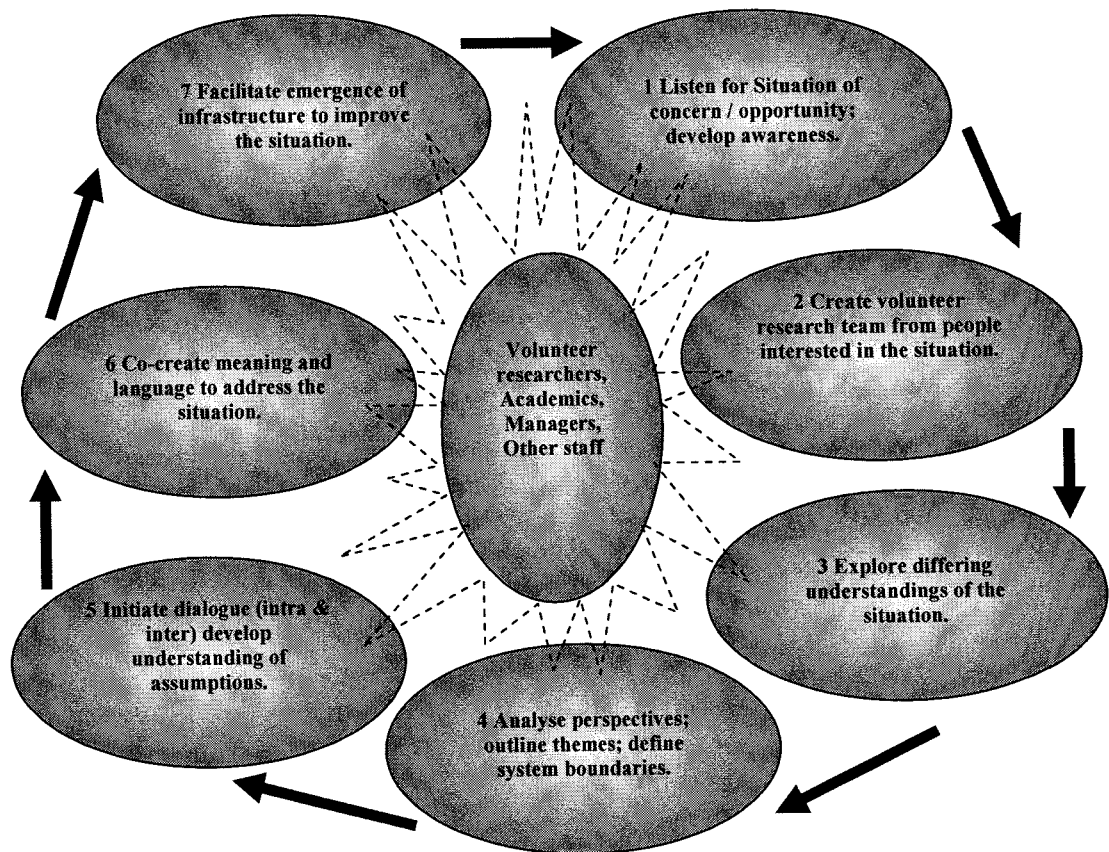 7 Facilitate emergence of
infrastructure to improve
the situation.
1 Listen for Situation of
concern / opportunity;
develop awareness.
2 Create volunteer
research team from people
interested in the situation.
3 Explore differing
understandings of the
situation.
4 Analyse perspectives;
outline themes; define
system boundaries.
5 Initiate dialogue (intra &
inter) develop
understanding of
assumptions.
6 Co-create meaning and
language to address the
situation.
Volunteer
researchers,
Academics,
Managers,
Other staff